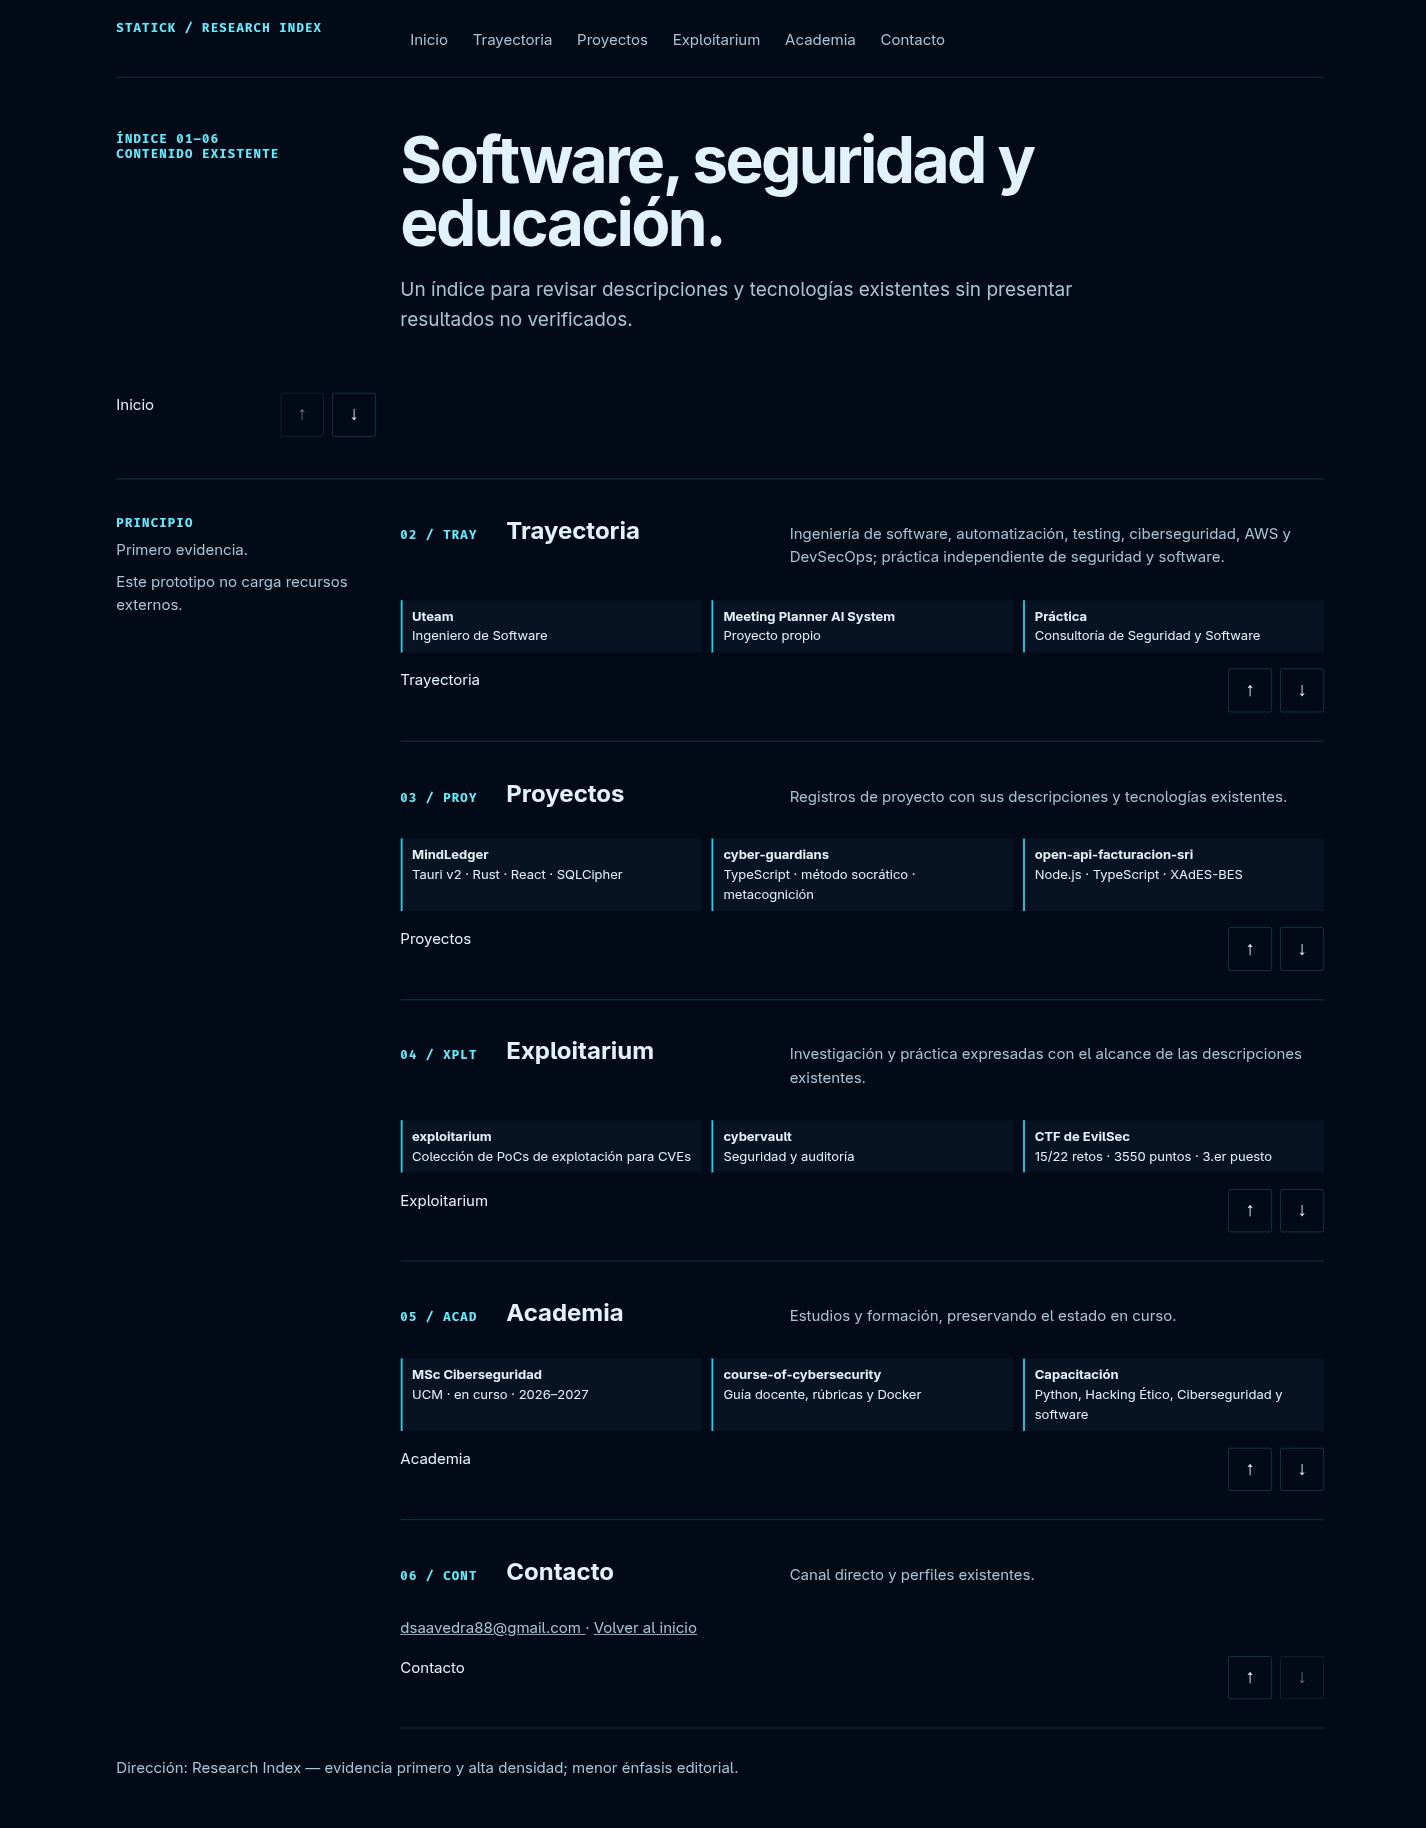 STATICK / RESEARCH INDEX
Inicio Trayectoria Proyectos Exploitarium Academia Contacto
ÍNDICE 01–06
CONTENIDO EXISTENTE
Software, seguridad y
educación.
Un índice para revisar descripciones y tecnologías existentes sin presentar
resultados no verificados.
Inicio
↑ ↓
PRINCIPIO
Primero evidencia.
Este prototipo no carga recursos
externos.
02 / TRAY Trayectoria
Ingeniería de software, automatización, testing, ciberseguridad, AWS y
DevSecOps; práctica independiente de seguridad y software.
Uteam
Ingeniero de Software
Meeting Planner AI System
Proyecto propio
Práctica
Consultoría de Seguridad y Software
Trayectoria
↑ ↓
03 / PROY Proyectos
Registros de proyecto con sus descripciones y tecnologías existentes.
MindLedger
Tauri v2 · Rust · React · SQLCipher
cyber-guardians
TypeScript · método socrático ·
metacognición
open-api-facturacion-sri
Node.js · TypeScript · XAdES-BES
Proyectos
↑ ↓
04 / XPLT Exploitarium
Investigación y práctica expresadas con el alcance de las descripciones
existentes.
exploitarium
Colección de PoCs de explotación para CVEs
cybervault
Seguridad y auditoría
CTF de EvilSec
15/22 retos · 3550 puntos · 3.er puesto
Exploitarium
↑ ↓
05 / ACAD Academia
Estudios y formación, preservando el estado en curso.
MSc Ciberseguridad
UCM · en curso · 2026–2027
course-of-cybersecurity
Guía docente, rúbricas y Docker
Capacitación
Python, Hacking Ético, Ciberseguridad y
software
Academia
↑ ↓
06 / CONT Contacto
Canal directo y perfiles existentes.
dsaavedra88@gmail.com · Volver al inicio
Contacto
↑ ↓
Dirección: Research Index — evidencia primero y alta densidad; menor énfasis editorial.